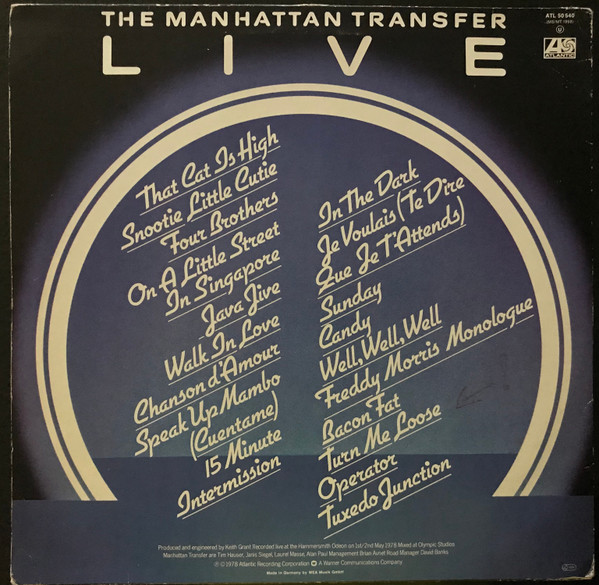 THE MANHATTAN TRANSFER
LIVE
ATL 50 540
ATLANTIC
That Cat Is High
Snootie Little Cutie
Four Brothers
On A Little Street
In Singapore
Java Jive
Walk In Love
Chanson d'Amour
Speak Up Mambo
(Cuentame)
15 Minute
Intermission
In The Dark
Je Voulais (Te Dire
Que Je T'Attends)
Sunday
Candy
Well, Well, Well
Freddy Morris Monologue
Bacon Fat
Turn Me Loose
Operator
Tuxedo Junction
Produced and engineered by Keith Grant Recorded live at the Hammersmith Odeon on 1st/2nd May 1978 Mixed at Olympic Studios
Manhattan Transfer are Tim Hauser, Janis Siegel, Laurel Masse, Alan Paul Management Brian Avnet Road Manager David Banks
℗ © 1978 Atlantic Recording Corporation A Warner Communications Company
Made in Germany by WEA Musik GmbH